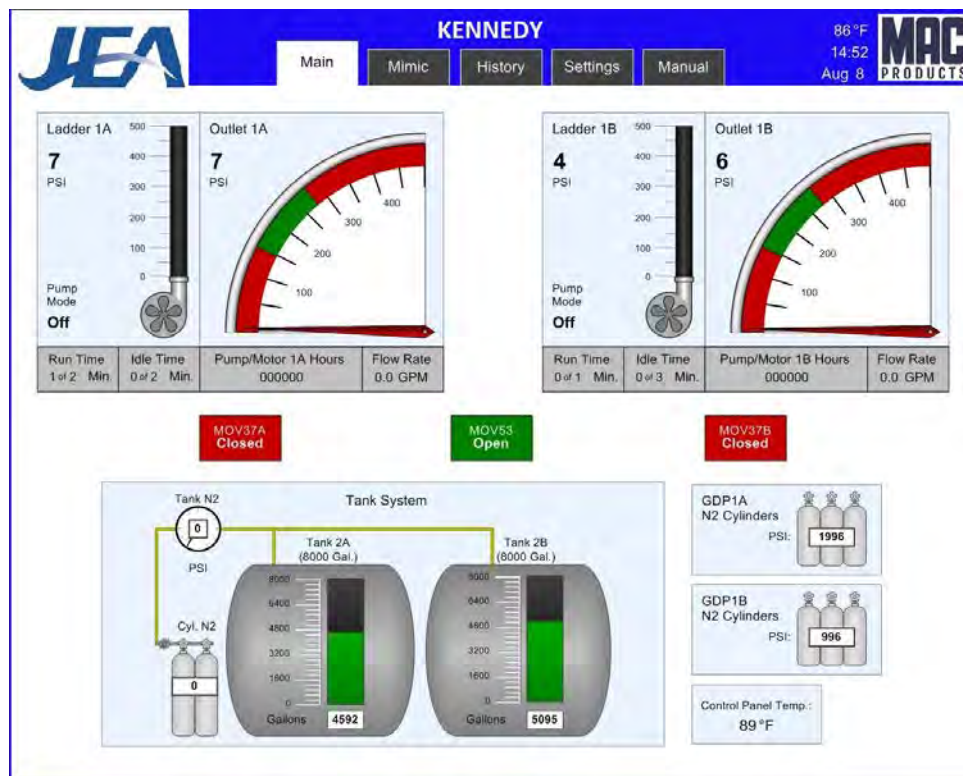 JEA
KENNEDY
86°F
14:52
Aug 8
MAC
PRODUCTS
Main
Mimic
History
Settings
Manual
Ladder 1A
7
PSI
500
400
300
200
100
0
Pump
Mode
Off
Outlet 1A
7
PSI
100
200
300
400
Run Time
1 of 2 Min.
Idle Time
0 of 2 Min.
Pump/Motor 1A Hours
000000
Flow Rate
0.0 GPM
Ladder 1B
4
PSI
500
400
300
200
100
0
Pump
Mode
Off
Outlet 1B
6
PSI
100
200
300
400
Run Time
0 of 1 Min.
Idle Time
0 of 3 Min.
Pump/Motor 1B Hours
000000
Flow Rate
0.0 GPM
MOV37A
Closed
MOV53
Open
MOV37B
Closed
Tank System
Tank N2
0
PSI
Cyl. N2
0
Tank 2A
(8000 Gal.)
8000
6400
4800
3200
1600
0
Gallons 4592
Tank 2B
(8000 Gal.)
8000
6400
4800
3200
1600
0
Gallons 5095
GDP1A
N2 Cylinders
PSI: 1996
GDP1B
N2 Cylinders
PSI: 996
Control Panel Temp.:
89°F